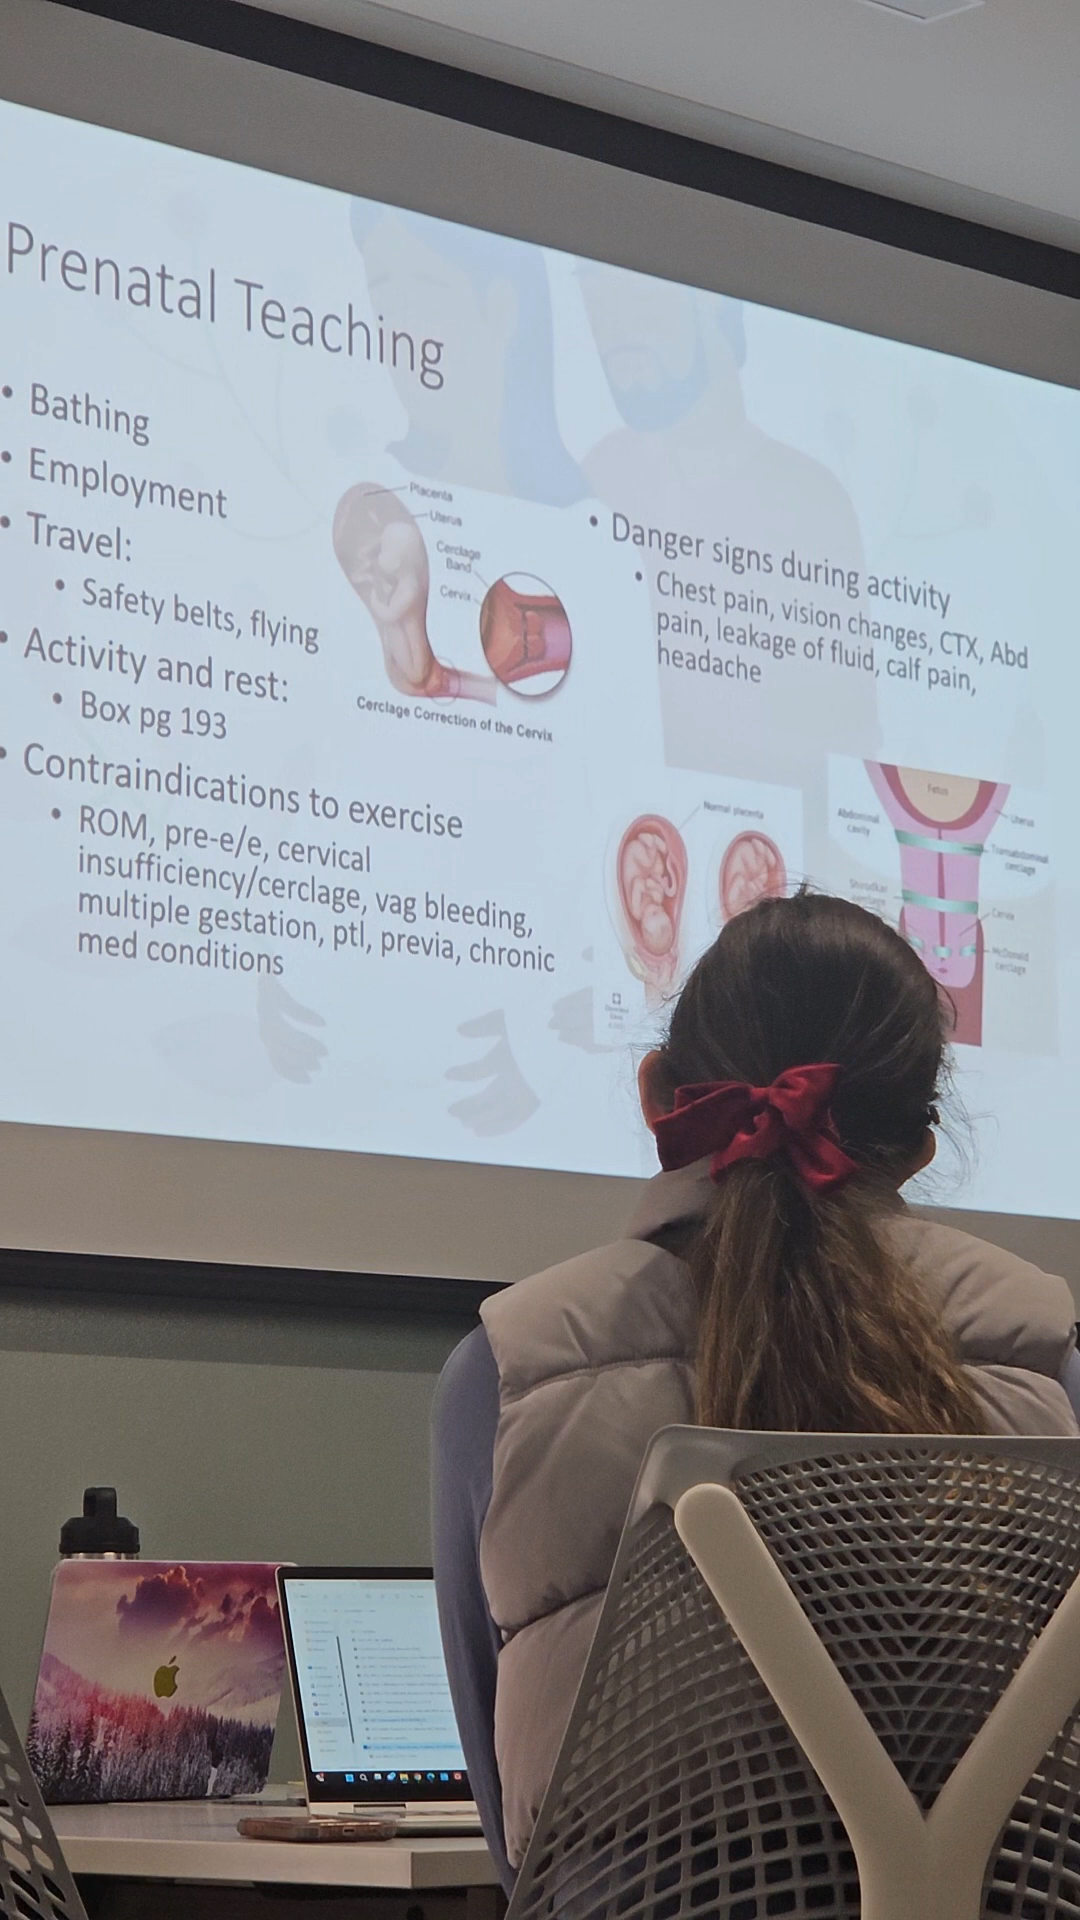 Prenatal Teaching
• Bathing
• Employment
• Travel:
• Safety belts, flying
• Activity and rest:
• Box pg 193
• Contraindications to exercise
• ROM, pre-e/e, cervical
insufficiency/cerclage, vag bleeding,
multiple gestation, ptl, previa, chronic
med conditions
Placenta
Uterus
Cerclage
Band
Cervix
Cerclage Correction of the Cervix
• Danger signs during activity
• Chest pain, vision changes, CTX, Abd
pain, leakage of fluid, calf pain,
headache
Normal placenta
Fetus
Abdominal
cavity
Uterus
Transabdominal
cerclage
Shirodkar
cerclage
Cervix
McDonald
cerclage